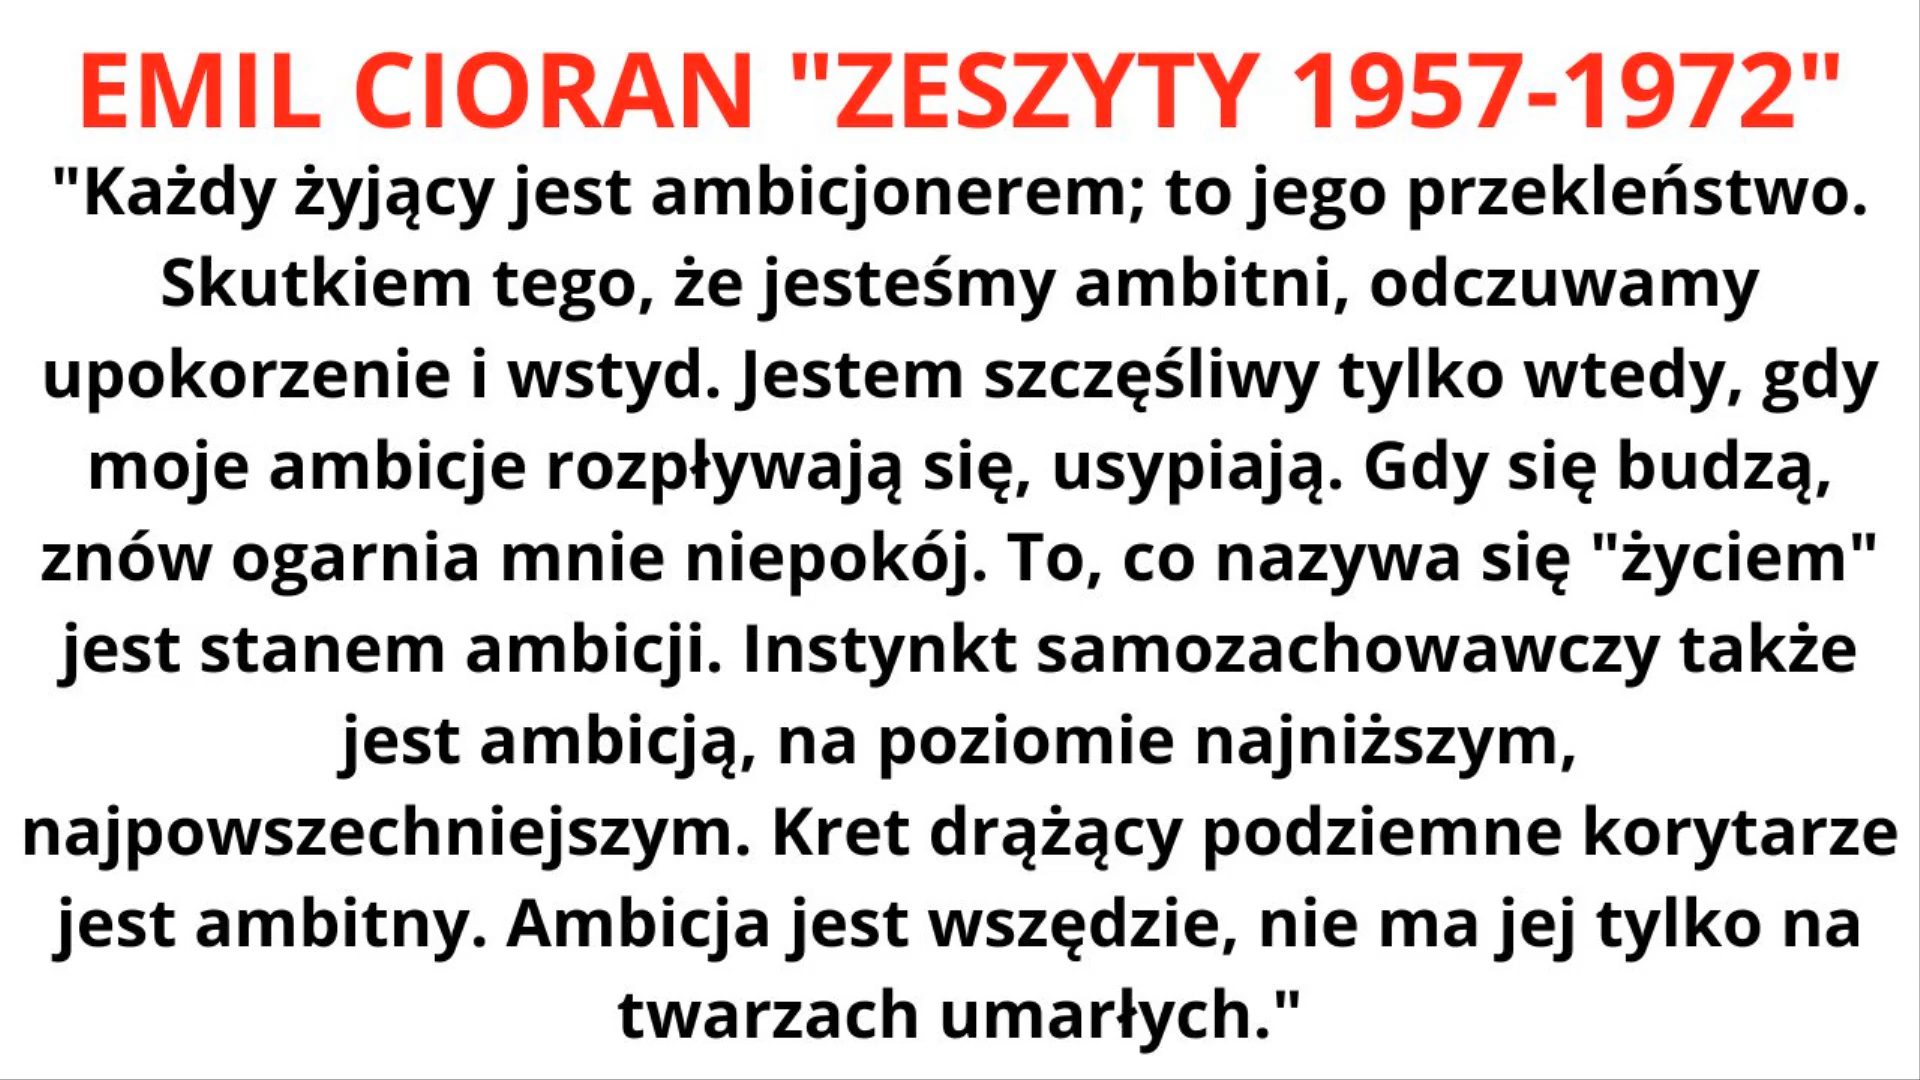 EMIL CIORAN "ZESZYTY 1957-1972"
"Każdy żyjący jest ambicjonerem; to jego przekleństwo.
Skutkiem tego, że jesteśmy ambitni, odczuwamy
upokorzenie i wstyd. Jestem szczęśliwy tylko wtedy, gdy
moje ambicje rozpływają się, usypiają. Gdy się budzą,
znów ogarnia mnie niepokój. To, co nazywa się "życiem"
jest stanem ambicji. Instynkt samozachowawczy także
jest ambicją, na poziomie najniższym,
najpowszechniejszym. Kret drążący podziemne korytarze
jest ambitny. Ambicja jest wszędzie, nie ma jej tylko na
twarzach umarłych."